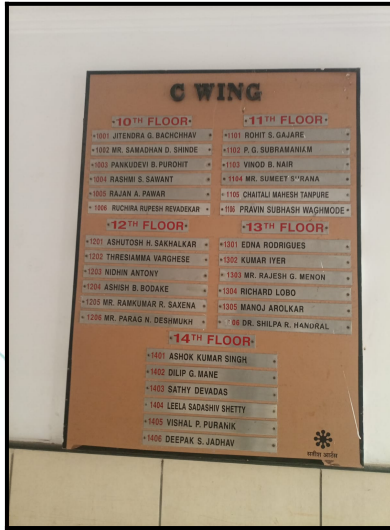 C WING
10TH FLOOR
1001 JITENDRA G. BACHCHHAV
1002 MR. SAMADHAN D. SHINDE
1003 PANKUDEVI B. PUROHIT
1004 RASHMI S. SAWANT
1005 RAJAN A. PAWAR
1006 RUCHIRA RUPESH REVADEKAR
11TH FLOOR
1101 ROHIT S. GAJARE
1102 P. G. SUBRAMANIAM
1103 VINOD B. NAIR
1104 MR. SUMEET SURANA
1105 CHAITALI MAHESH TANPURE
1106 PRAVIN SUBHASH WAGHMODE
12TH FLOOR
1201 ASHUTOSH H. SAKHALKAR
1202 THRESIAMMA VARGHESE
1203 NIDHIN ANTONY
1204 ASHISH B. BODAKE
1205 MR. RAMKUMAR R. SAXENA
1206 MR. PARAG N. DESHMUKH
13TH FLOOR
1301 EDNA RODRIGUES
1302 KUMAR IYER
1303 MR. RAJESH G. MENON
1304 RICHARD LOBO
1305 MANOJ AROLKAR
06 DR. SHILPA R. HANDRAL
14TH FLOOR
1401 ASHOK KUMAR SINGH
1402 DILIP G. MANE
1403 SATHY DEVADAS
1404 LEELA SADASHIV SHETTY
1405 VISHAL P. PURANIK
1406 DEEPAK S. JADHAV